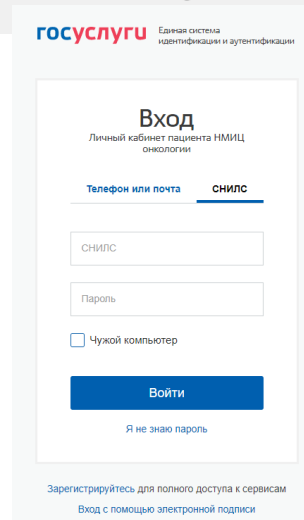 госуслуги
Единая система
идентификации и аутентификации
Вход
Личный кабинет пациента НМИЦ
онкологии
Телефон или почта СНИЛС
СНИЛС
Пароль
Чужой компьютер
Войти
Я не знаю пароль
Зарегистрируйтесь для полного доступа к сервисам
Вход с помощью электронной подписи